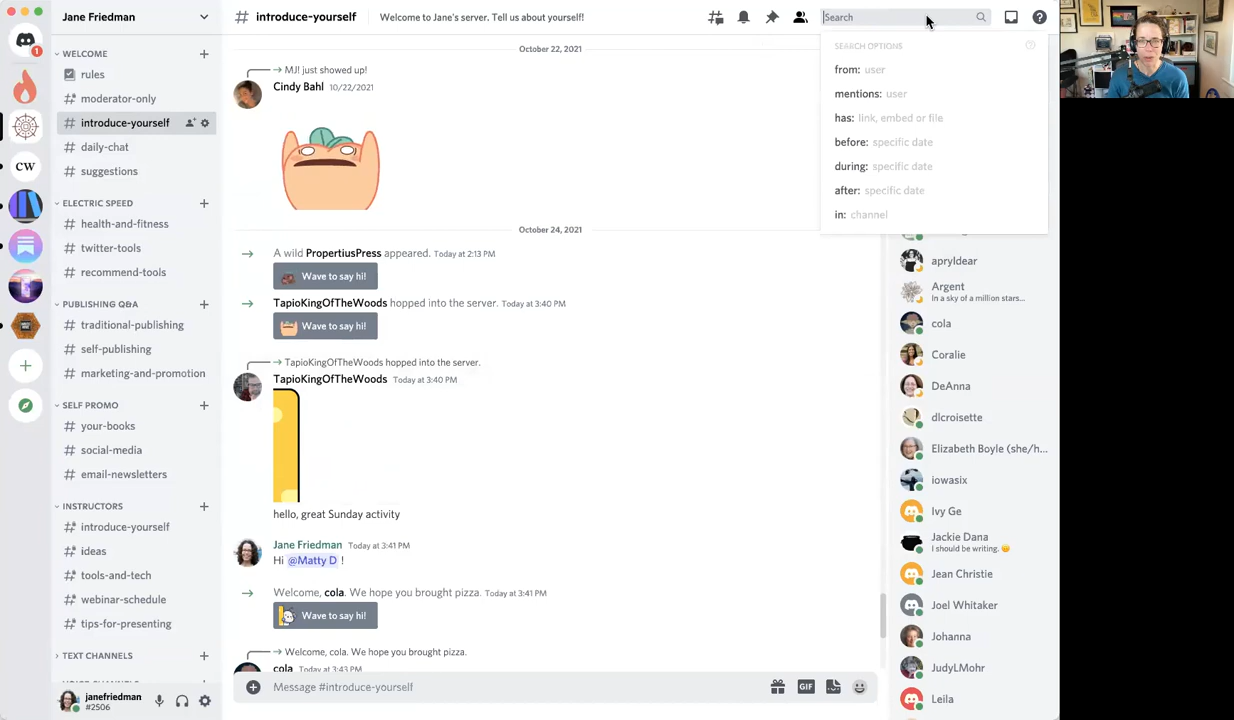 Jane Friedman
introduce-yourself
Welcome to Jane's server. Tell us about yourself!
Search
1
CW
WELCOME
rules
moderator-only
introduce-yourself
daily-chat
suggestions
ELECTRIC SPEED
health-and-fitness
twitter-tools
recommend-tools
PUBLISHING Q&A
traditional-publishing
self-publishing
marketing-and-promotion
SELF PROMO
your-books
social-media
email-newsletters
INSTRUCTORS
introduce-yourself
ideas
tools-and-tech
webinar-schedule
tips-for-presenting
TEXT CHANNELS
janefriedman
#2506
October 22, 2021
MJ! just showed up!
Cindy Bahl 10/22/2021
October 24, 2021
A wild PropertiusPress appeared. Today at 2:13 PM
Wave to say hi!
TapioKingOfTheWoods hopped into the server. Today at 3:40 PM
Wave to say hi!
TapioKingOfTheWoods hopped into the server.
TapioKingOfTheWoods Today at 3:40 PM
hello, great Sunday activity
Jane Friedman Today at 3:41 PM
Hi @Matty D !
Welcome, cola. We hope you brought pizza. Today at 3:41 PM
Wave to say hi!
Welcome, cola. We hope you brought pizza.
cola Today at 3:43 PM
Message #introduce-yourself
GIF
SEARCH OPTIONS
from: user
mentions: user
has: link, embed or file
before: specific date
during: specific date
after: specific date
in: channel
apryldear
Argent
In a sky of a million stars...
cola
Coralie
DeAnna
dlcroisette
Elizabeth Boyle (she/h...
iowasix
Ivy Ge
Jackie Dana
I should be writing.
Jean Christie
Joel Whitaker
Johanna
JudyLMohr
Leila